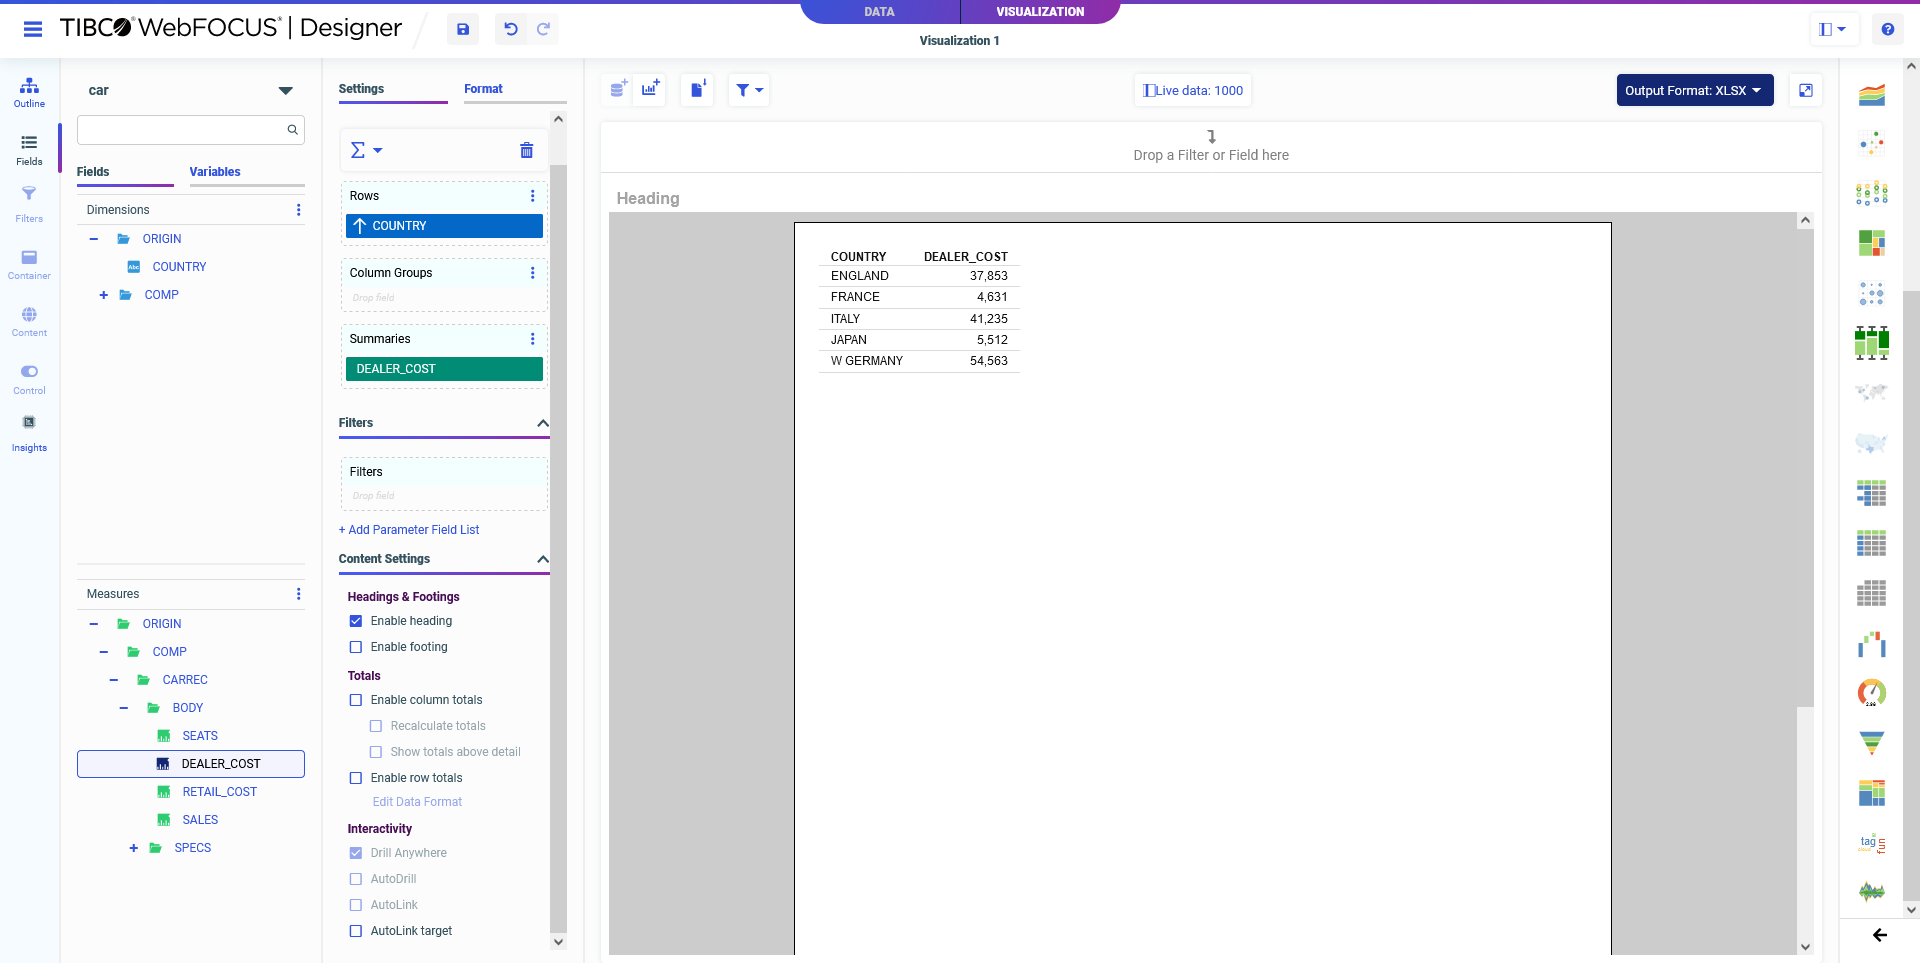 DATA
VISUALIZATION
TIBCO WebFOCUS® | Designer
Visualization 1
Outline
Fields
Filters
Container
Content
Control
Insights
car
Fields
Variables
Dimensions
ORIGIN
COUNTRY
COMP
Measures
ORIGIN
COMP
CARREC
BODY
SEATS
DEALER_COST
RETAIL_COST
SALES
SPECS
Settings
Format
Rows
COUNTRY
Column Groups
Drop field
Summaries
DEALER_COST
Filters
Filters
Drop field
+ Add Parameter Field List
Content Settings
Headings & Footings
Enable heading
Enable footing
Totals
Enable column totals
Recalculate totals
Show totals above detail
Enable row totals
Edit Data Format
Interactivity
Drill Anywhere
AutoDrill
AutoLink
AutoLink target
Live data: 1000
Output Format: XLSX
Drop a Filter or Field here
Heading
COUNTRY DEALER_COST
ENGLAND 37,853
FRANCE 4,631
ITALY 41,235
JAPAN 5,512
W GERMANY 54,563
tag
fun